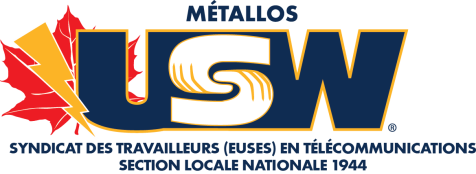 MÉTALLOS
USW®
SYNDICAT DES TRAVAILLEURS (EUSES) EN TÉLÉCOMMUNICATIONS
SECTION LOCALE NATIONALE 1944